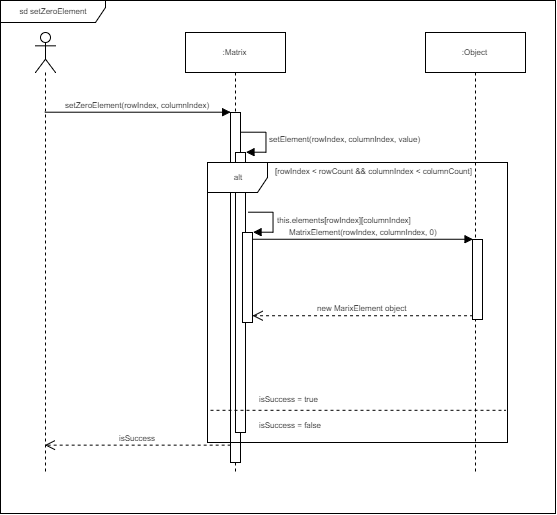 sd setZeroElement
:Matrix
:Object
setZeroElement(rowIndex, columnIndex)
setElement(rowIndex, columnIndex, value)
alt
[rowIndex < rowCount && columnIndex < columnCount]
this.elements[rowIndex][columnIndex]
MatrixElement(rowIndex, columnIndex, 0)
new MarixElement object
isSuccess = true
isSuccess = false
isSuccess